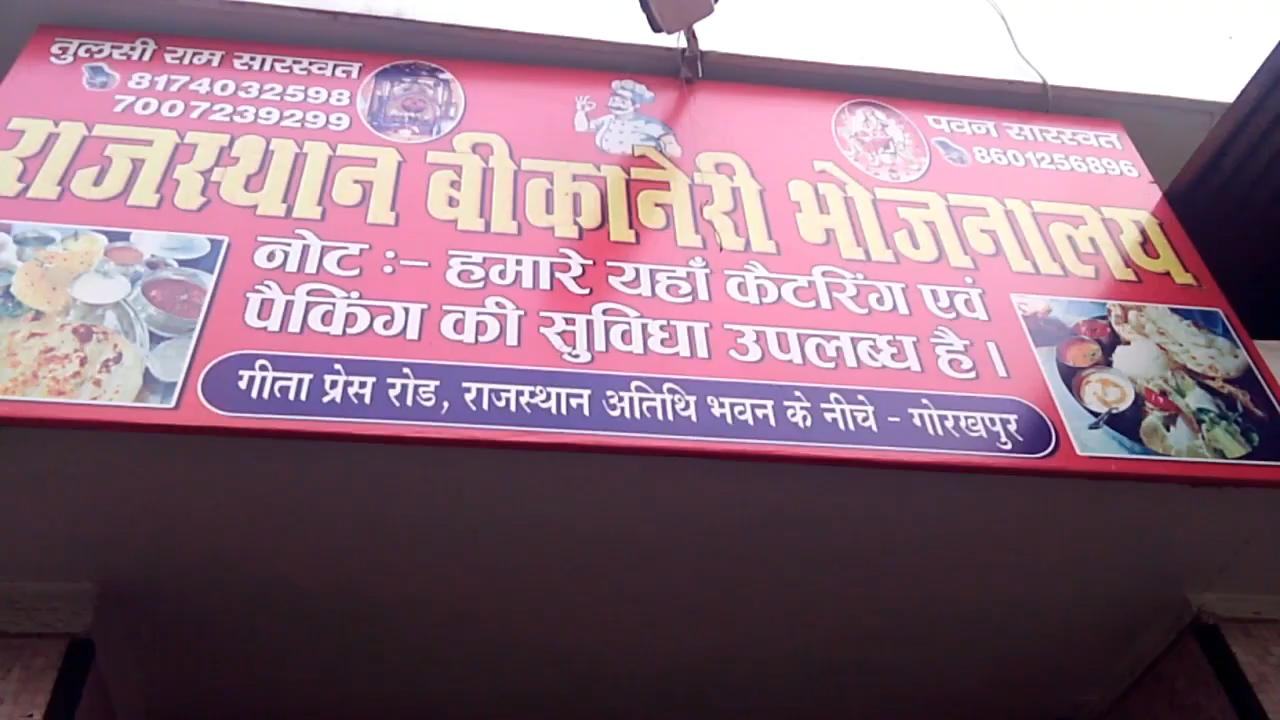 तुलसी राम सारस्वत
8174032598
7007239299
पवन सारस्वत
8601256896
राजस्थान बीकानेरी भोजनालय
नोट :– हमारे यहाँ कैटरिंग एवं
पैकिंग की सुविधा उपलब्ध है।
गीता प्रेस रोड, राजस्थान अतिथि भवन के नीचे - गोरखपुर